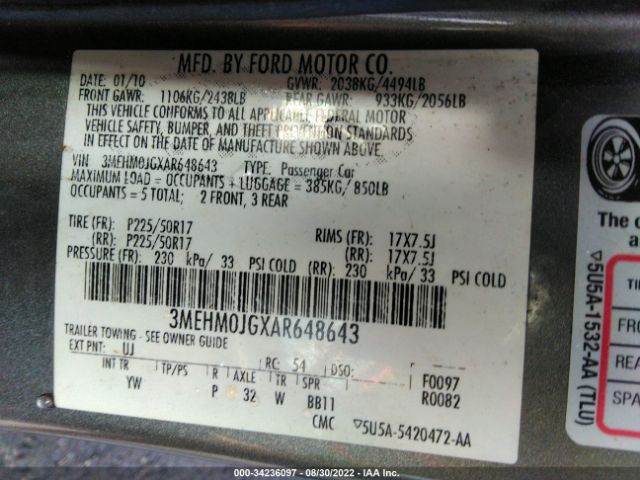 MFD. BY FORD MOTOR CO.
DATE: 01/10 GVWR: 2038KG/4494LB
FRONT GAWR: 1106KG/2438LB REAR GAWR: 933KG/2056LB
THIS VEHICLE CONFORMS TO ALL APPLICABLE FEDERAL MOTOR
VEHICLE SAFETY, BUMPER, AND THEFT PREVENTION STANDARDS
IN EFFECT ON THE DATE OF MANUFACTURE SHOWN ABOVE.
VIN 3MEHM0JGXAR648643 TYPE: Passenger Car
MAXIMUM LOAD = OCCUPANTS + LUGGAGE = 385KG/850LB
OCCUPANTS = 5 TOTAL; 2 FRONT, 3 REAR
TIRE (FR): P225/50R17 RIMS (FR): 17X7.5J
(RR): P225/50R17 (RR): 17X7.5J
PRESSURE (FR): 230 kPa/ 33 PSI COLD (RR): 230 kPa/ 33 PSI COLD
3MEHM0JGXAR648643
TRAILER TOWING - SEE OWNER GUIDE
EXT PNT: UJ RC: 54 DSO: F0097
INT TR TP/PS R AXLE TR SPR R0082
YW P 32 W BB11
CMC ▽5U5A-5420472-AA
The c
a
TI
FRO
REA
SPA
▽5U5A-1532-AA (TLU)
000-34236097 - 08/30/2022 - IAA Inc.